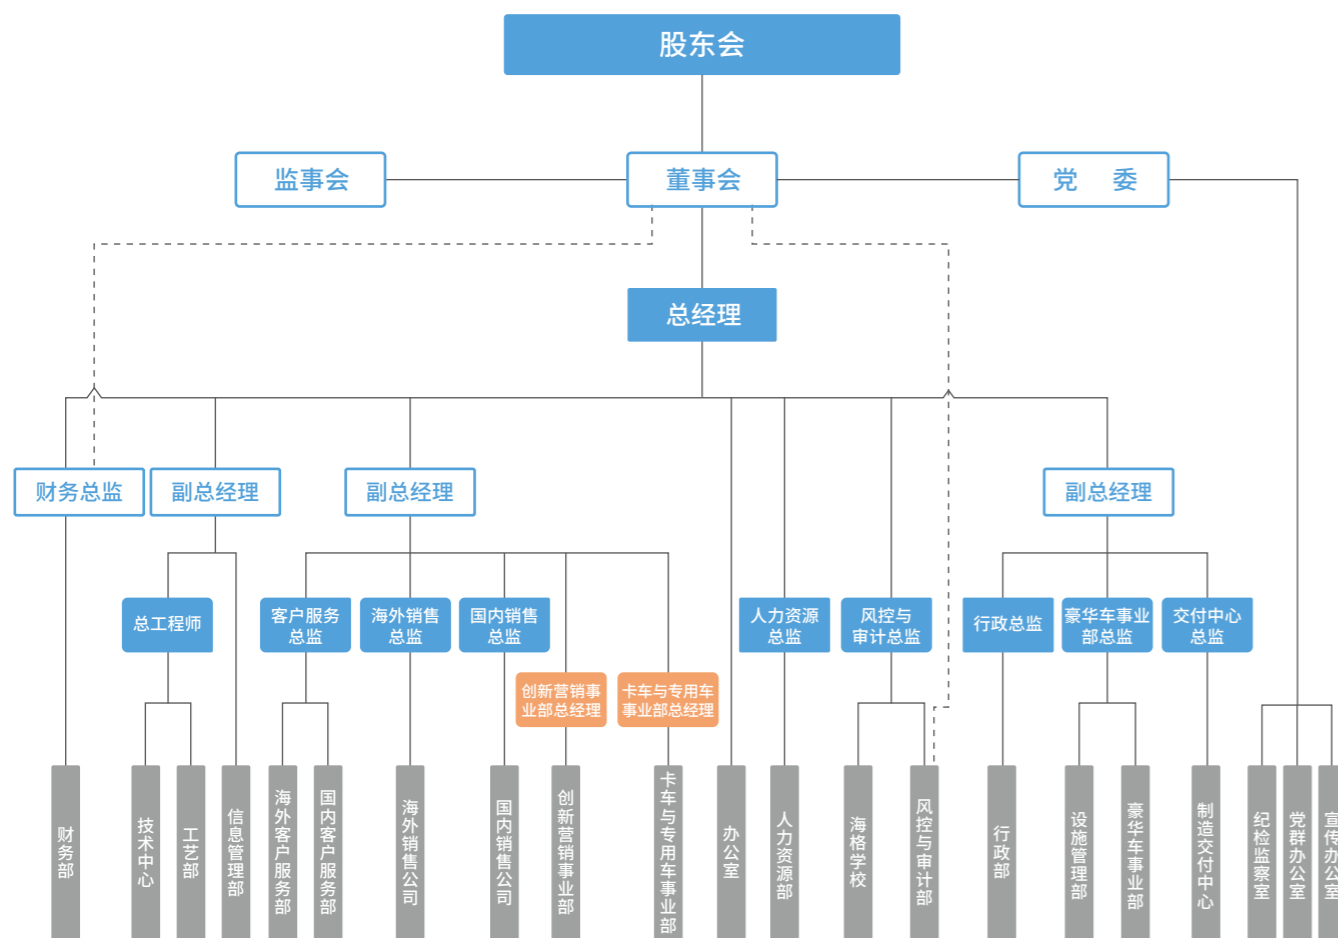 股东会
监事会
董事会
党 委
总经理
财务总监
副总经理
副总经理
副总经理
总工程师
客户服务
总监
海外销售
总监
国内销售
总监
人力资源
总监
风控与
审计总监
行政总监
豪华车事业
部总监
交付中心
总监
创新营销事
业部总经理
卡车与专用车
事业部总经理
财务部
技术中心
工艺部
信息管理部
海外客户服务部
国内客户服务部
海外销售公司
国内销售公司
创新营销事业部
卡车与专用车事业部
办公室
人力资源部
海格学校
风控与审计部
行政部
设施管理部
豪华车事业部
制造交付中心
纪检监察室
党群办公室
宣传办公室